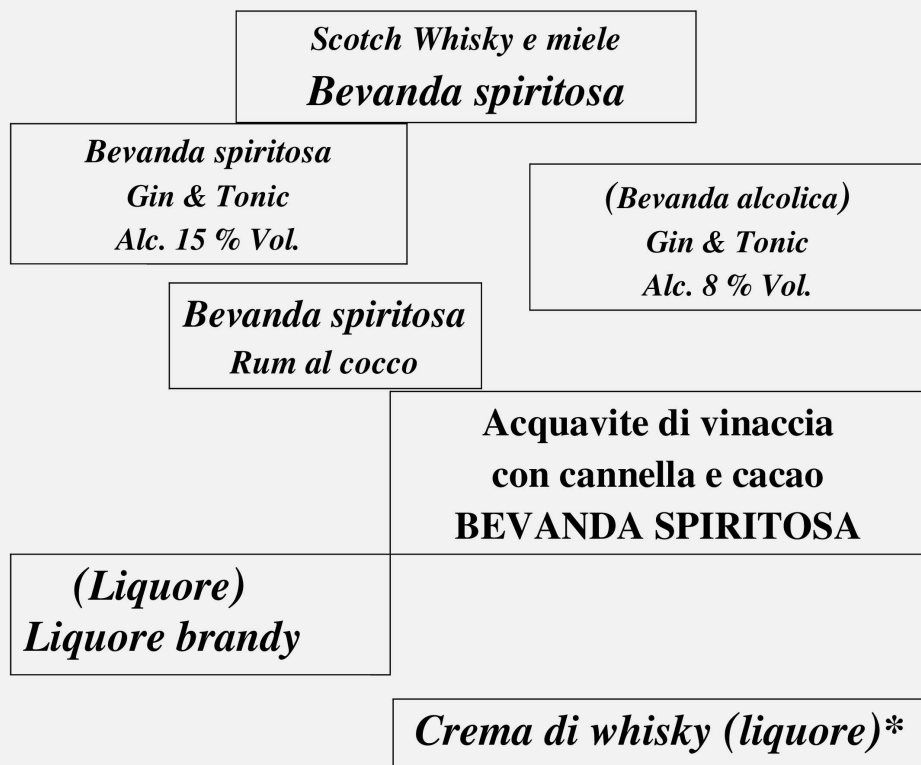 Scotch Whisky e miele
Bevanda spiritosa
Bevanda spiritosa
Gin & Tonic
Alc. 15 % Vol.
(Bevanda alcolica)
Gin & Tonic
Alc. 8 % Vol.
Bevanda spiritosa
Rum al cocco
Acquavite di vinaccia
con cannella e cacao
BEVANDA SPIRITOSA
(Liquore)
Liquore brandy
Crema di whisky (liquore)*